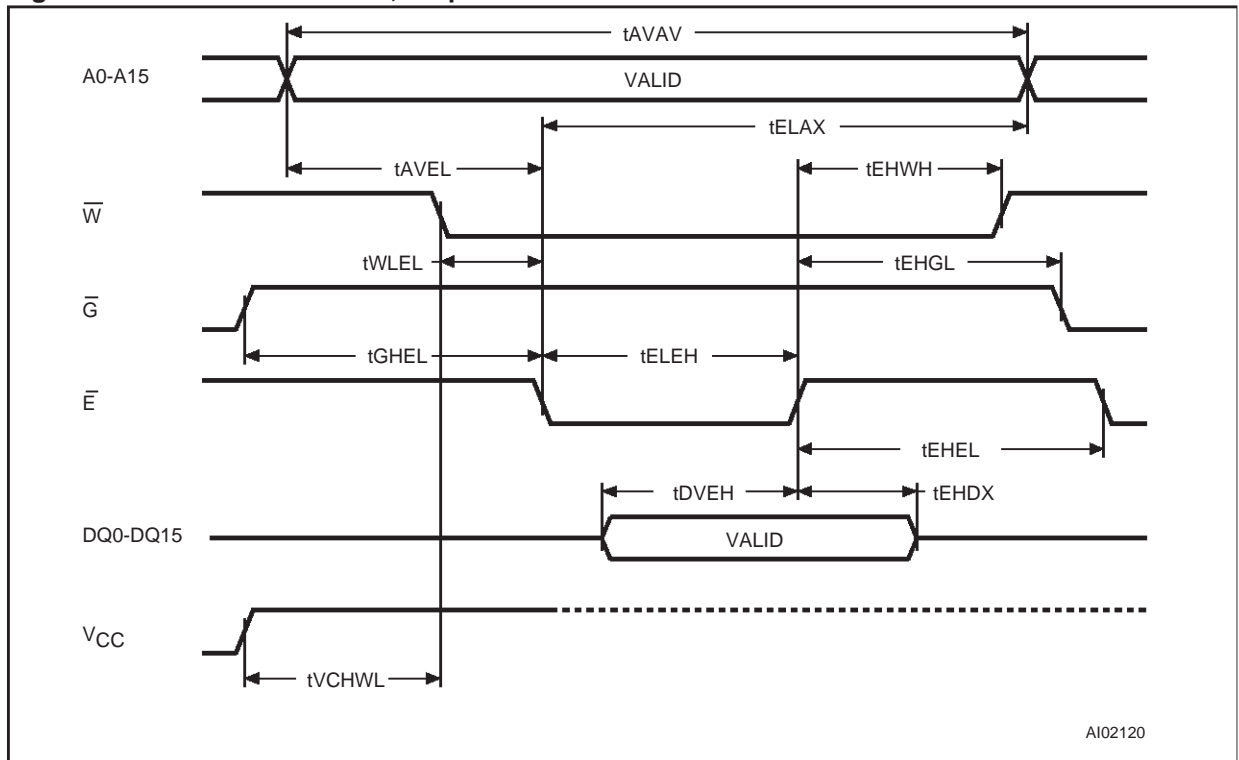 tAVAV
A0-A15
VALID
tELAX
tAVEL
tEHWH
W
tWLEL
tEHGL
G
tGHEL
tELEH
E
tEHEL
tDVEH
tEHDX
DQ0-DQ15
VALID
VCC
tVCHWL
AI02120